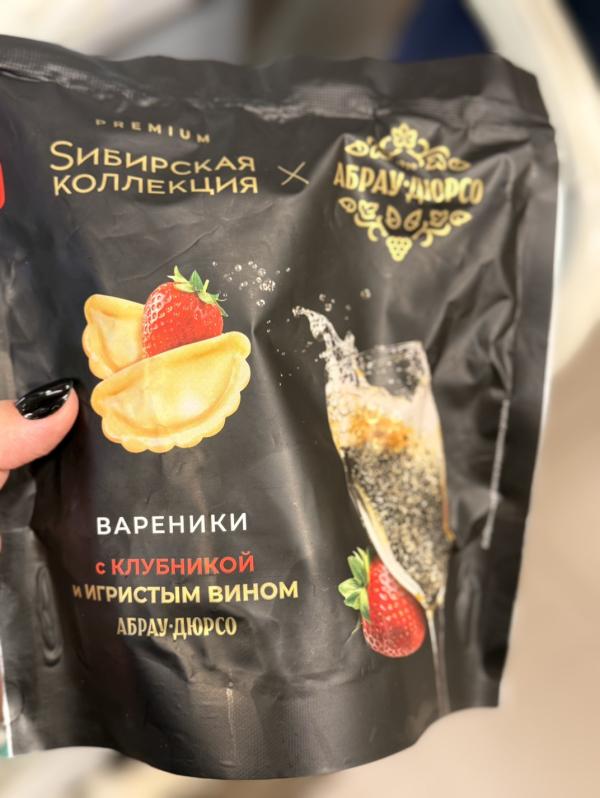 PREMIUM
SИБИРСКАЯ
КОЛЛЕКЦИЯ
×
АБРАУ·ДЮРСО
ВАРЕНИКИ
с КЛУБНИКОЙ
и ИГРИСТЫМ ВИНОМ
АБРАУ·ДЮРСО